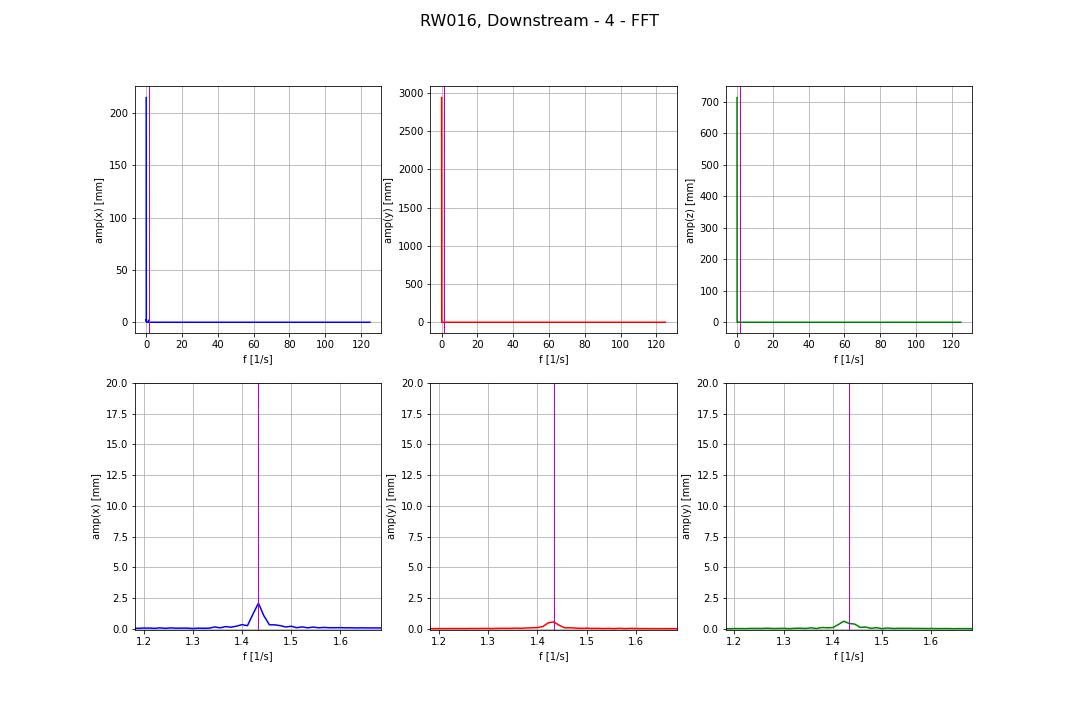 RW016, Downstream - 4 - FFT
200
150
100
50
0
amp(x) [mm]
0 20 40 60 80 100 120
f [1/s]
3000
2500
2000
1500
1000
500
0
amp(y) [mm]
0 20 40 60 80 100 120
f [1/s]
700
600
500
400
300
200
100
0
amp(z) [mm]
0 20 40 60 80 100 120
f [1/s]
20.0
17.5
15.0
12.5
10.0
7.5
5.0
2.5
0.0
amp(x) [mm]
1.2 1.3 1.4 1.5 1.6
f [1/s]
20.0
17.5
15.0
12.5
10.0
7.5
5.0
2.5
0.0
amp(y) [mm]
1.2 1.3 1.4 1.5 1.6
f [1/s]
20.0
17.5
15.0
12.5
10.0
7.5
5.0
2.5
0.0
amp(y) [mm]
1.2 1.3 1.4 1.5 1.6
f [1/s]